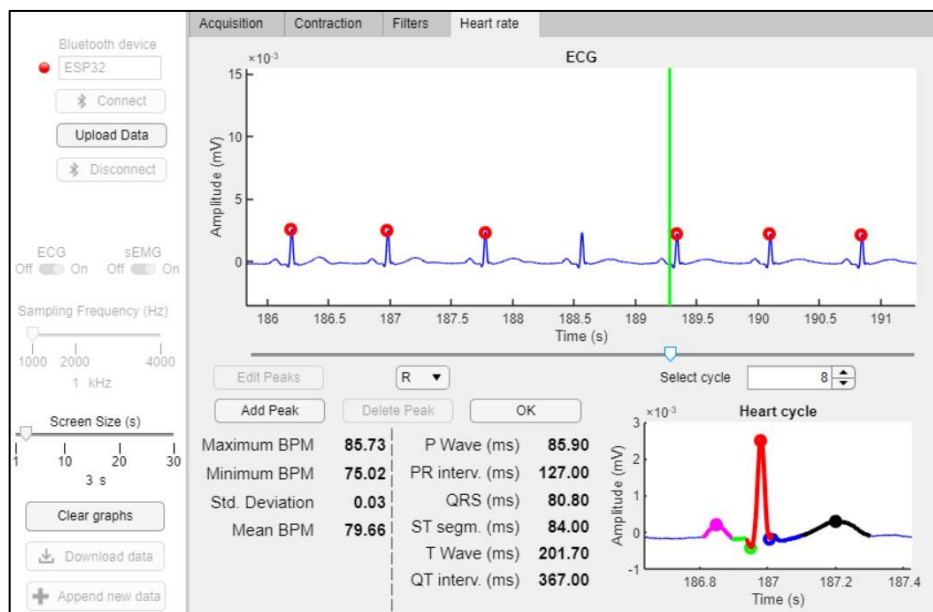 Acquisition Contraction Filters Heart rate
Bluetooth device
ESP32
Connect
Upload Data
Disconnect
ECG sEMG
Off On Off On
Sampling Frequency (Hz)
1000 2000 4000
1 kHz
Screen Size (s)
1 10 20 30
3 s
Clear graphs
Download data
Append new data
×10⁻³ ECG
15
10
5
0
Amplitude (mV)
186 186.5 187 187.5 188 188.5 189 189.5 190 190.5 191
Time (s)
Edit Peaks R Select cycle 8
Add Peak Delete Peak OK
Maximum BPM 85.73
Minimum BPM 75.02
Std. Deviation 0.03
Mean BPM 79.66
P Wave (ms) 85.90
PR interv. (ms) 127.00
QRS (ms) 80.80
ST segm. (ms) 84.00
T Wave (ms) 201.70
QT interv. (ms) 367.00
×10⁻³ Heart cycle
3
2
1
0
-1
Amplitude (mV)
186.8 187 187.2 187.4
Time (s)